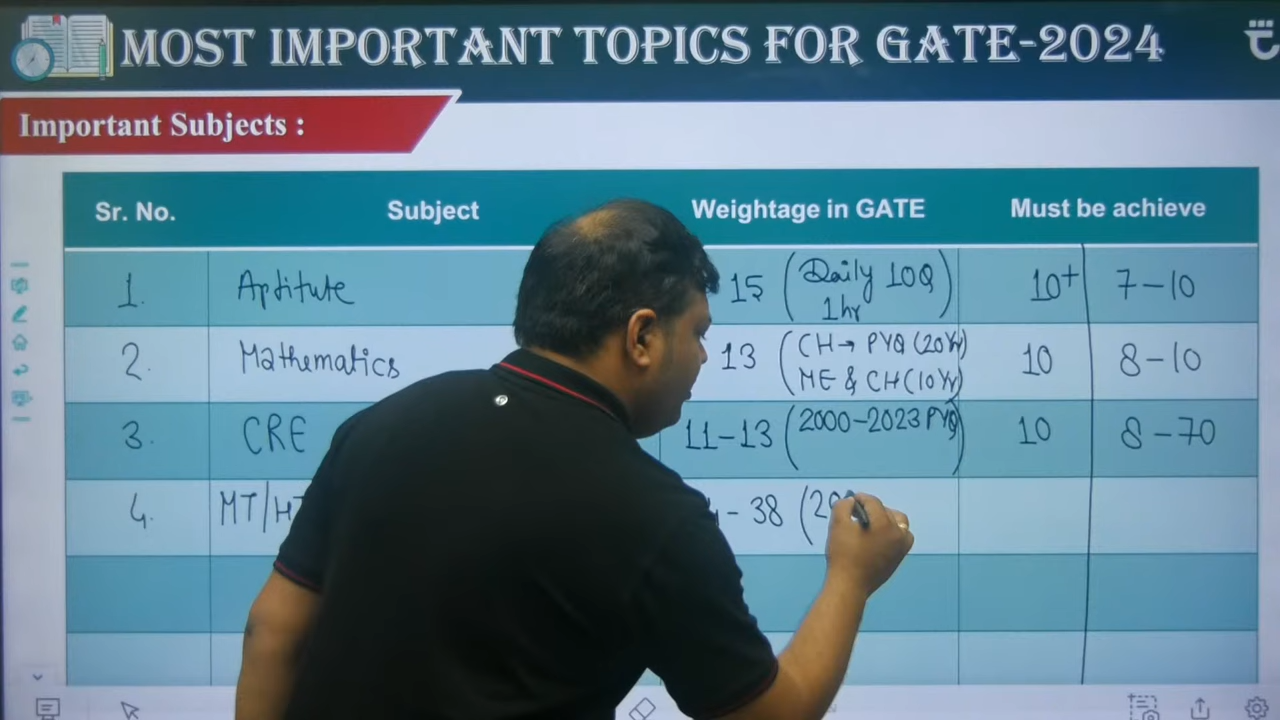 MOST IMPORTANT TOPICS FOR GATE-2024
Important Subjects :
Sr. No. Subject Weightage in GATE Must be achieve
1. Aptitute 15 (Daily 10Q 1hr) 10+ 7-10
2. Mathematics 13 (CH→ PYQ (20Yr) ME & CH (10Yr) 10 8-10
3. CRE 11-13 (2000-2023 PYQ) 10 8-70
4. MT/ - 38 (20